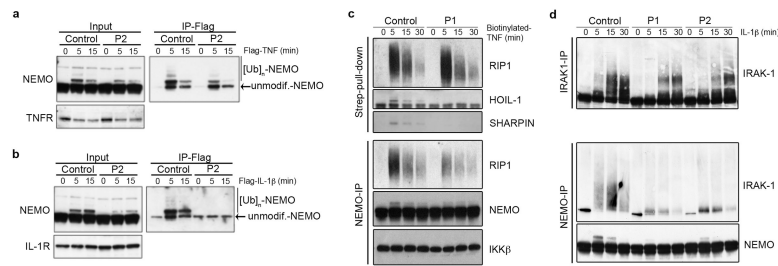 a
Input
IP-Flag
Control P2 Control P2
0 5 15 0 5 15 0 5 15 0 5 15 Flag-TNF (min)
[Ub]n-NEMO
NEMO
unmodif.-NEMO
TNFR
b
Input
IP-Flag
Control P2 Control P2
0 5 15 0 5 15 0 5 15 0 5 15 Flag-IL-1β (min)
[Ub]n-NEMO
NEMO
unmodif.-NEMO
IL-1R
c
Control P1
Biotinylated-
0 5 15 30 0 5 15 30 TNF (min)
Strep-pull-down
RIP1
HOIL-1
SHARPIN
NEMO-IP
RIP1
NEMO
IKKβ
d
Control P1 P2
0 5 15 30 0 5 15 30 0 5 15 30 IL-1β (min)
IRAK1-IP
IRAK-1
NEMO-IP
IRAK-1
NEMO